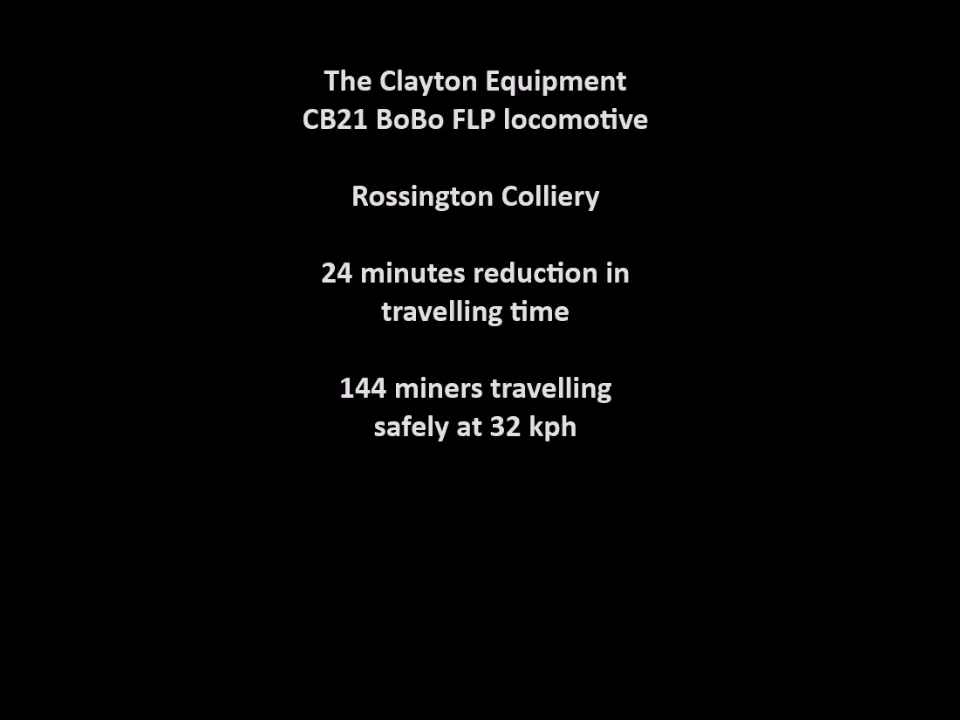 The Clayton Equipment
CB21 BoBo FLP locomotive
Rossington Colliery
24 minutes reduction in
travelling time
144 miners travelling
safely at 32 kph